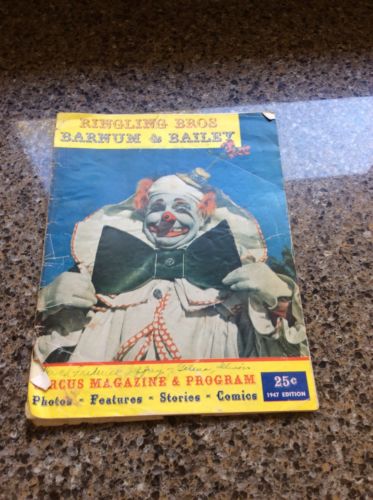 RINGLING BROS
BARNUM & BAILEY
CIRCUS MAGAZINE & PROGRAM
Photos - Features - Stories - Comics
25¢
1947 EDITION